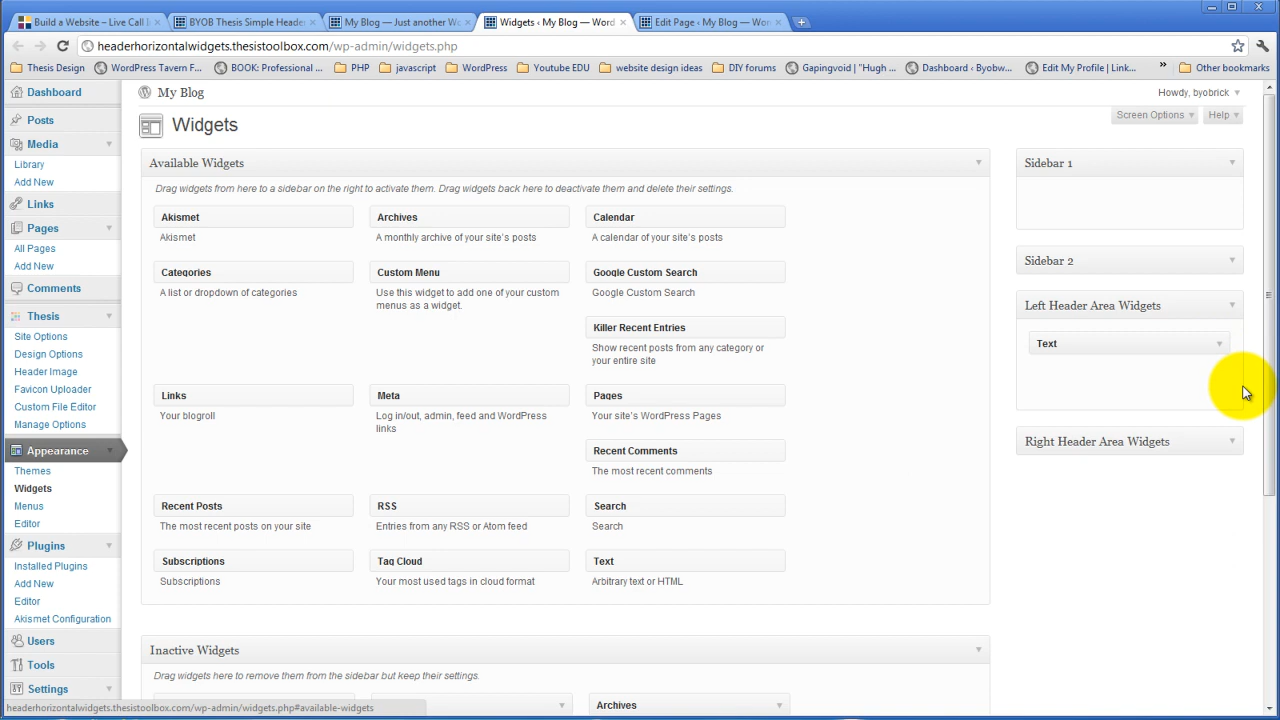 Build a Website – Live Call I
BYOB Thesis Simple Heade
My Blog — Just another Wo
Widgets ‹ My Blog — Word
Edit Page ‹ My Blog — Wor
headerhorizontalwidgets.thesistoolbox.com/wp-admin/widgets.php
Thesis Design
WordPress Tavern F...
BOOK: Professional ...
PHP
javascript
WordPress
Youtube EDU
website design ideas
DIY forums
Gapingvoid | "Hugh ...
Dashboard ‹ Byobw...
Edit My Profile | Link...
»
Other bookmarks
Dashboard
Posts
Media
Library
Add New
Links
Pages
All Pages
Add New
Comments
Thesis
Site Options
Design Options
Header Image
Favicon Uploader
Custom File Editor
Manage Options
Appearance
Themes
Widgets
Menus
Editor
Plugins
Installed Plugins
Add New
Editor
Akismet Configuration
Users
Tools
Settings
My Blog
Howdy, byobrick
Widgets
Screen Options
Help
Available Widgets
Drag widgets from here to a sidebar on the right to activate them. Drag widgets back here to deactivate them and delete their settings.
Akismet
Akismet
Archives
A monthly archive of your site's posts
Calendar
A calendar of your site's posts
Categories
A list or dropdown of categories
Custom Menu
Use this widget to add one of your custom
menus as a widget.
Google Custom Search
Google Custom Search
Killer Recent Entries
Show recent posts from any category or
your entire site
Links
Your blogroll
Meta
Log in/out, admin, feed and WordPress
links
Pages
Your site's WordPress Pages
Recent Comments
The most recent comments
Recent Posts
The most recent posts on your site
RSS
Entries from any RSS or Atom feed
Search
Search
Subscriptions
Subscriptions
Tag Cloud
Your most used tags in cloud format
Text
Arbitrary text or HTML
Inactive Widgets
Drag widgets here to remove them from the sidebar but keep their settings.
Archives
Sidebar 1
Sidebar 2
Left Header Area Widgets
Text
Right Header Area Widgets
headerhorizontalwidgets.thesistoolbox.com/wp-admin/widgets.php#available-widgets